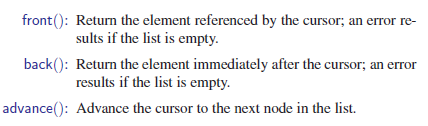 front(): Return the element referenced by the cursor; an error re-
sults if the list is empty.
back(): Return the element immediately after the cursor; an error
results if the list is empty.
advance(): Advance the cursor to the next node in the list.